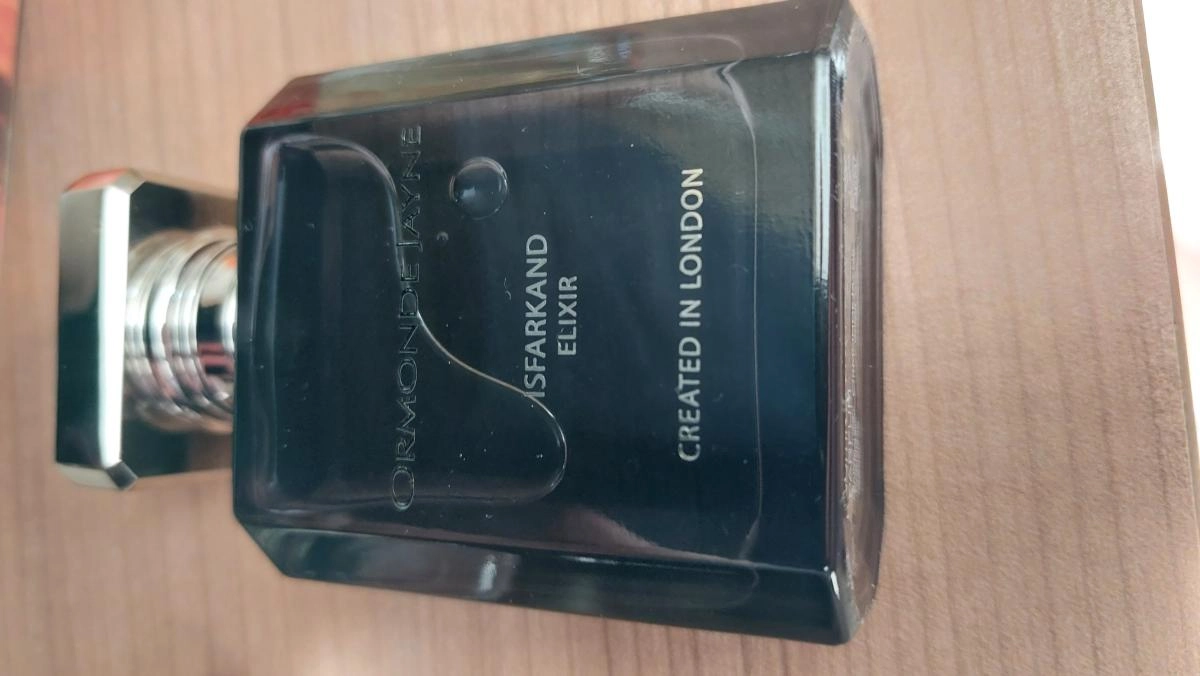 ORMONDE JAYNE
ISFARKAND
ELIXIR
CREATED IN LONDON